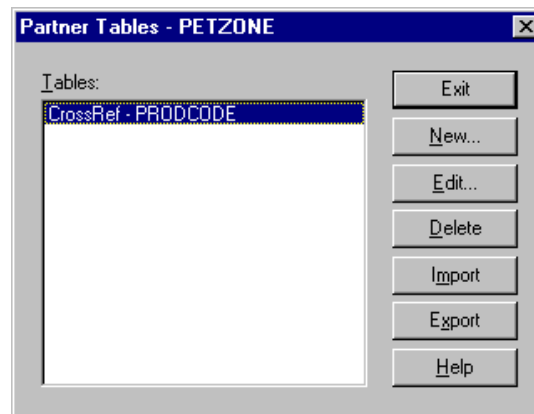 Partner Tables - PETZONE
Tables:
CrossRef - PRODCODE
Exit
New...
Edit...
Delete
Import
Export
Help